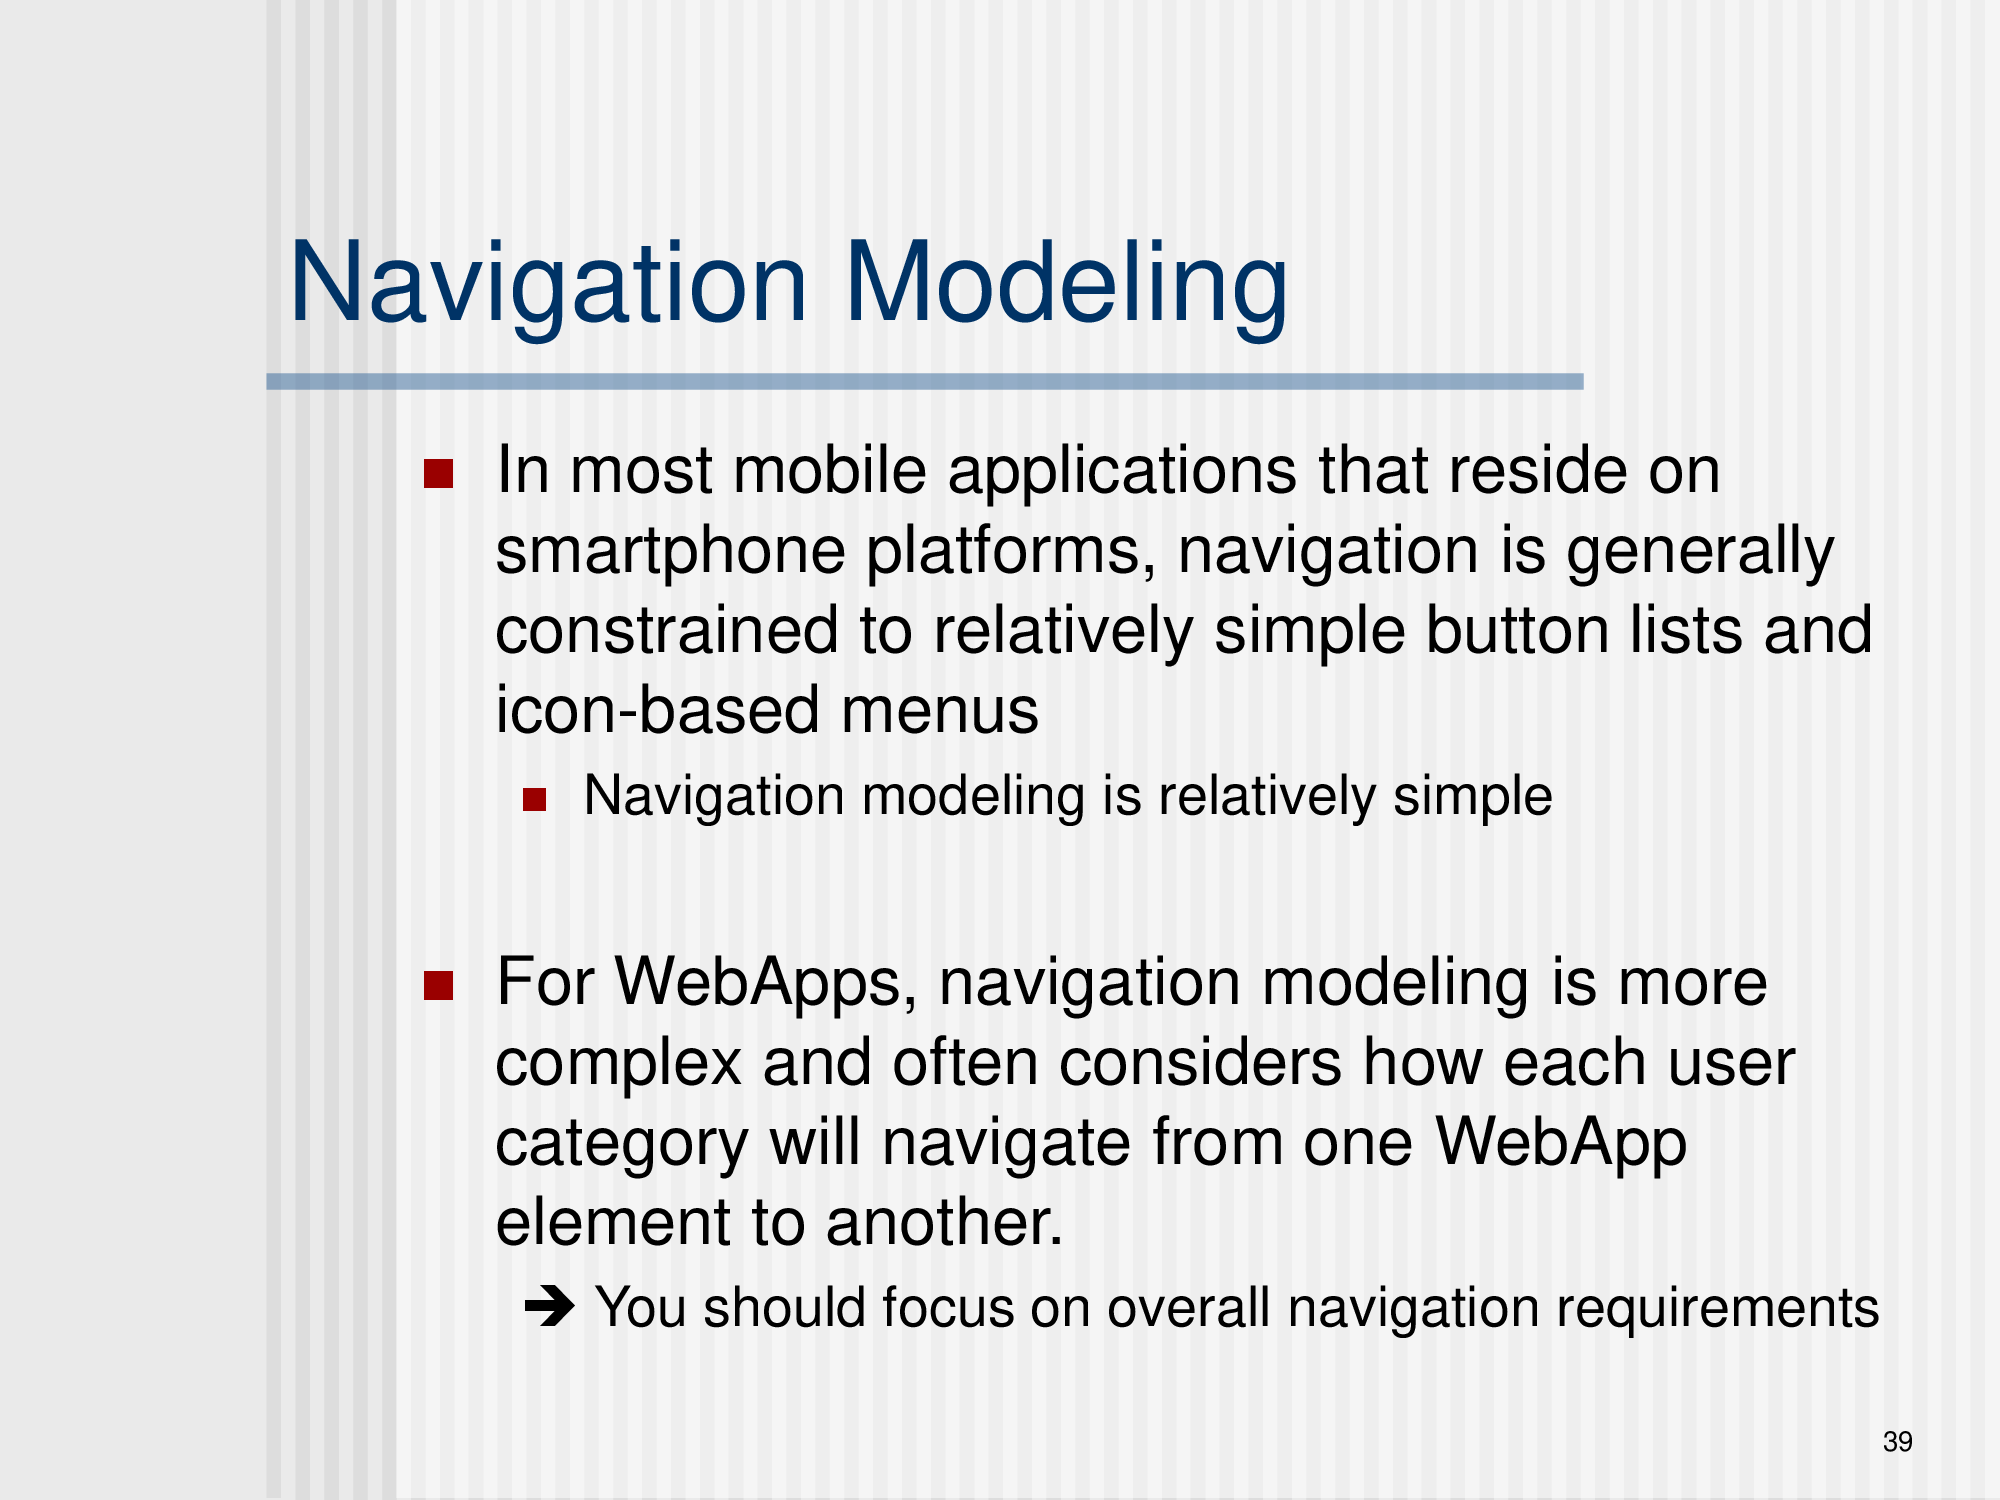 Navigation Modeling
In most mobile applications that reside on
smartphone platforms, navigation is generally
constrained to relatively simple button lists and
icon-based menus
Navigation modeling is relatively simple
For WebApps, navigation modeling is more
complex and often considers how each user
category will navigate from one WebApp
element to another.
➔ You should focus on overall navigation requirements
39